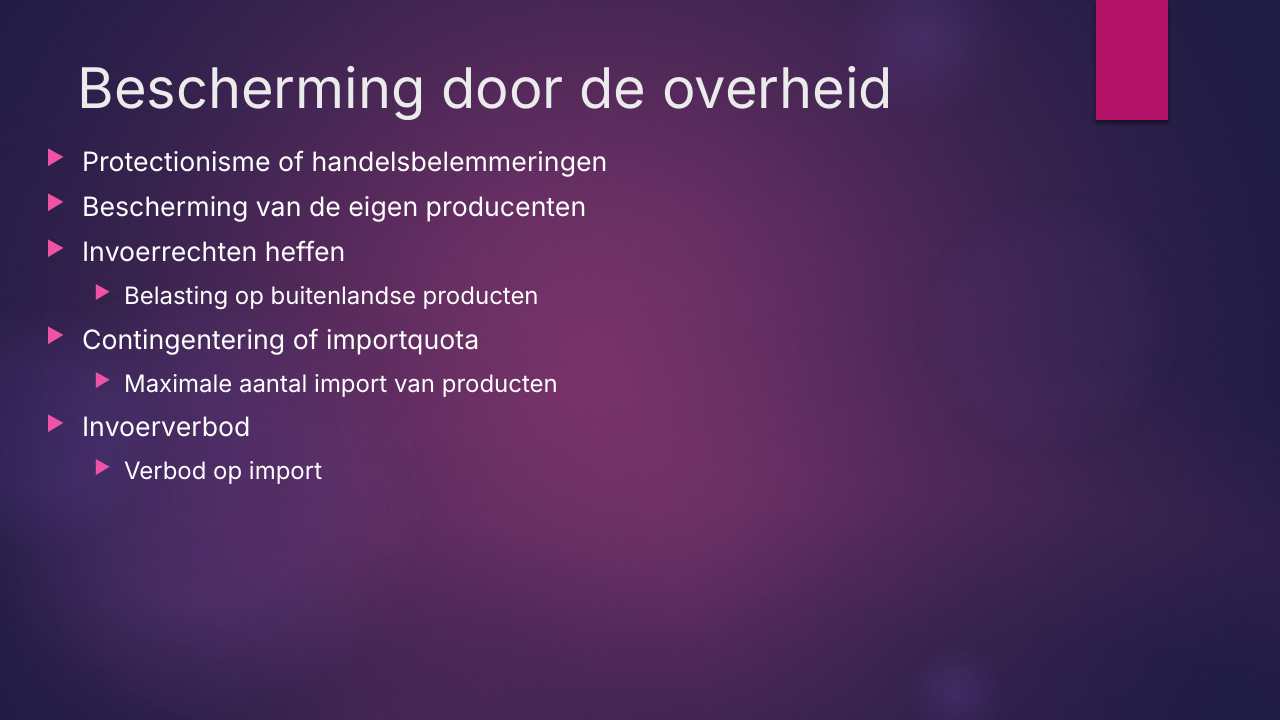 Bescherming door de overheid
Protectionisme of handelsbelemmeringen
Bescherming van de eigen producenten
Invoerrechten heffen
Belasting op buitenlandse producten
Contingentering of importquota
Maximale aantal import van producten
Invoerverbod
Verbod op import